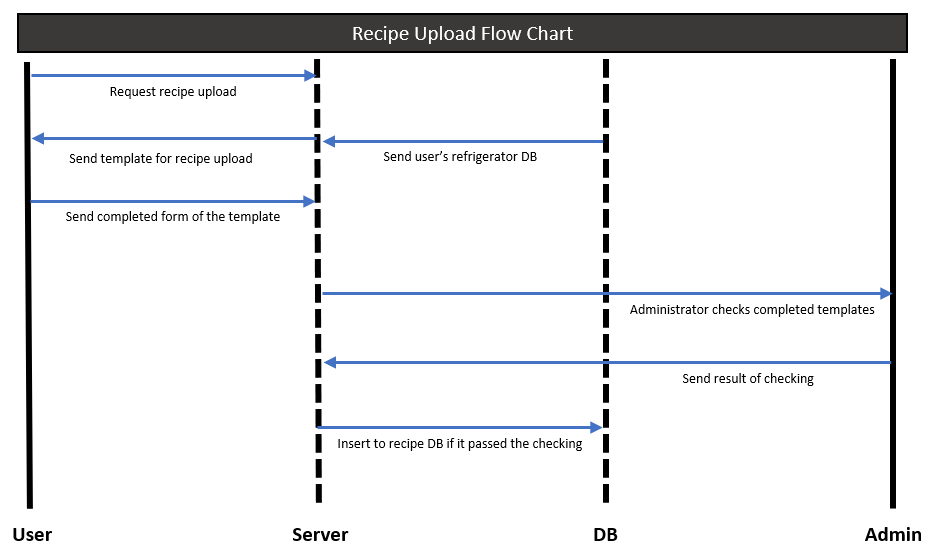 Recipe Upload Flow Chart
Request recipe upload
Send template for recipe upload
Send user's refrigerator DB
Send completed form of the template
Administrator checks completed templates
Send result of checking
Insert to recipe DB if it passed the checking
User
Server
DB
Admin